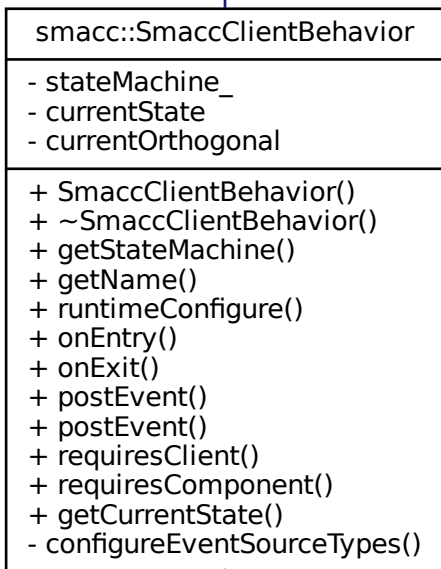 smacc::SmaccClientBehavior
- stateMachine_
- currentState
- currentOrthogonal
+ SmaccClientBehavior()
+ ~SmaccClientBehavior()
+ getStateMachine()
+ getName()
+ runtimeConfigure()
+ onEntry()
+ onExit()
+ postEvent()
+ postEvent()
+ requiresClient()
+ requiresComponent()
+ getCurrentState()
- configureEventSourceTypes()